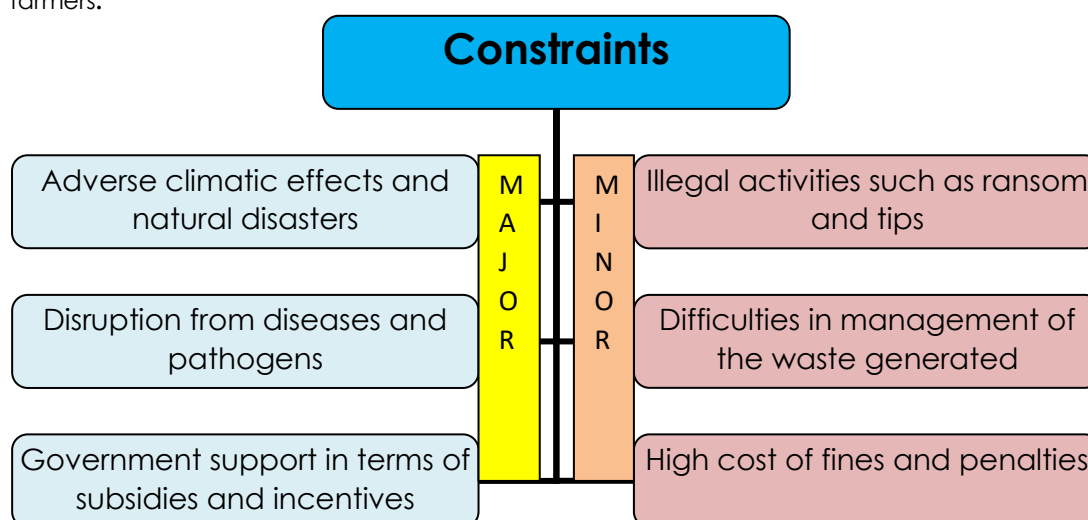 farmers.
Constraints
Adverse climatic effects and
natural disasters
Disruption from diseases and
pathogens
Government support in terms of
subsidies and incentives
M
A
J
O
R
M
I
N
O
R
Illegal activities such as ransom
and tips
Difficulties in management of
the waste generated
High cost of fines and penalties